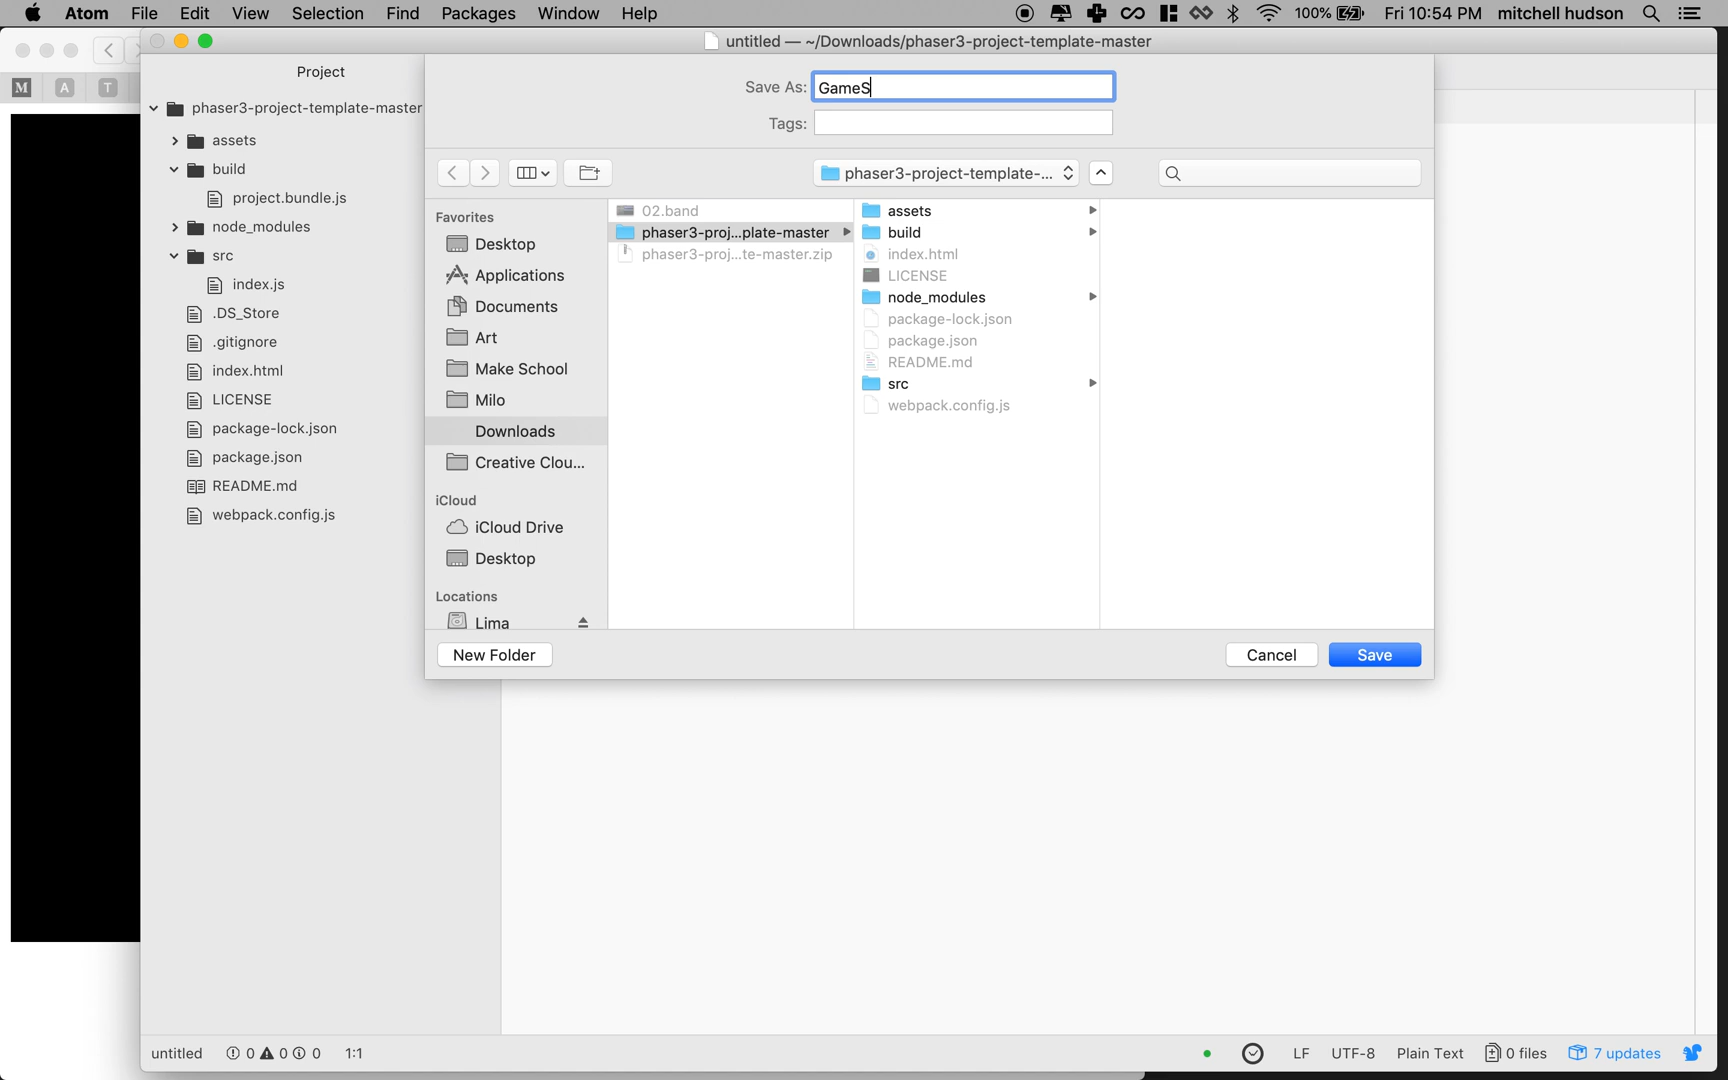 Atom File Edit View Selection Find Packages Window Help 100% Fri 10:54 PM mitchell hudson
untitled — ~/Downloads/phaser3-project-template-master
M A T
Project
phaser3-project-template-master
assets
build
project.bundle.js
node_modules
src
index.js
.DS_Store
.gitignore
index.html
LICENSE
package-lock.json
package.json
README.md
webpack.config.js
Save As: GameS
Tags:
phaser3-project-template-...
Favorites
Desktop
Applications
Documents
Art
Make School
Milo
Downloads
Creative Clou...
iCloud
iCloud Drive
Desktop
Locations
Lima
02.band
phaser3-proj...plate-master
phaser3-proj...te-master.zip
assets
build
index.html
LICENSE
node_modules
package-lock.json
package.json
README.md
src
webpack.config.js
New Folder Cancel Save
untitled 0 0 0 1:1 LF UTF-8 Plain Text 0 files 7 updates